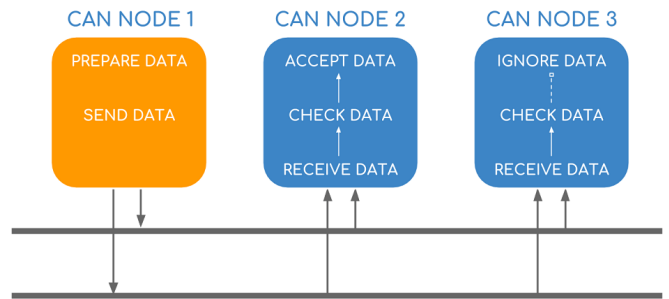 CAN NODE 1
PREPARE DATA
SEND DATA
CAN NODE 2
ACCEPT DATA
CHECK DATA
RECEIVE DATA
CAN NODE 3
IGNORE DATA
CHECK DATA
RECEIVE DATA